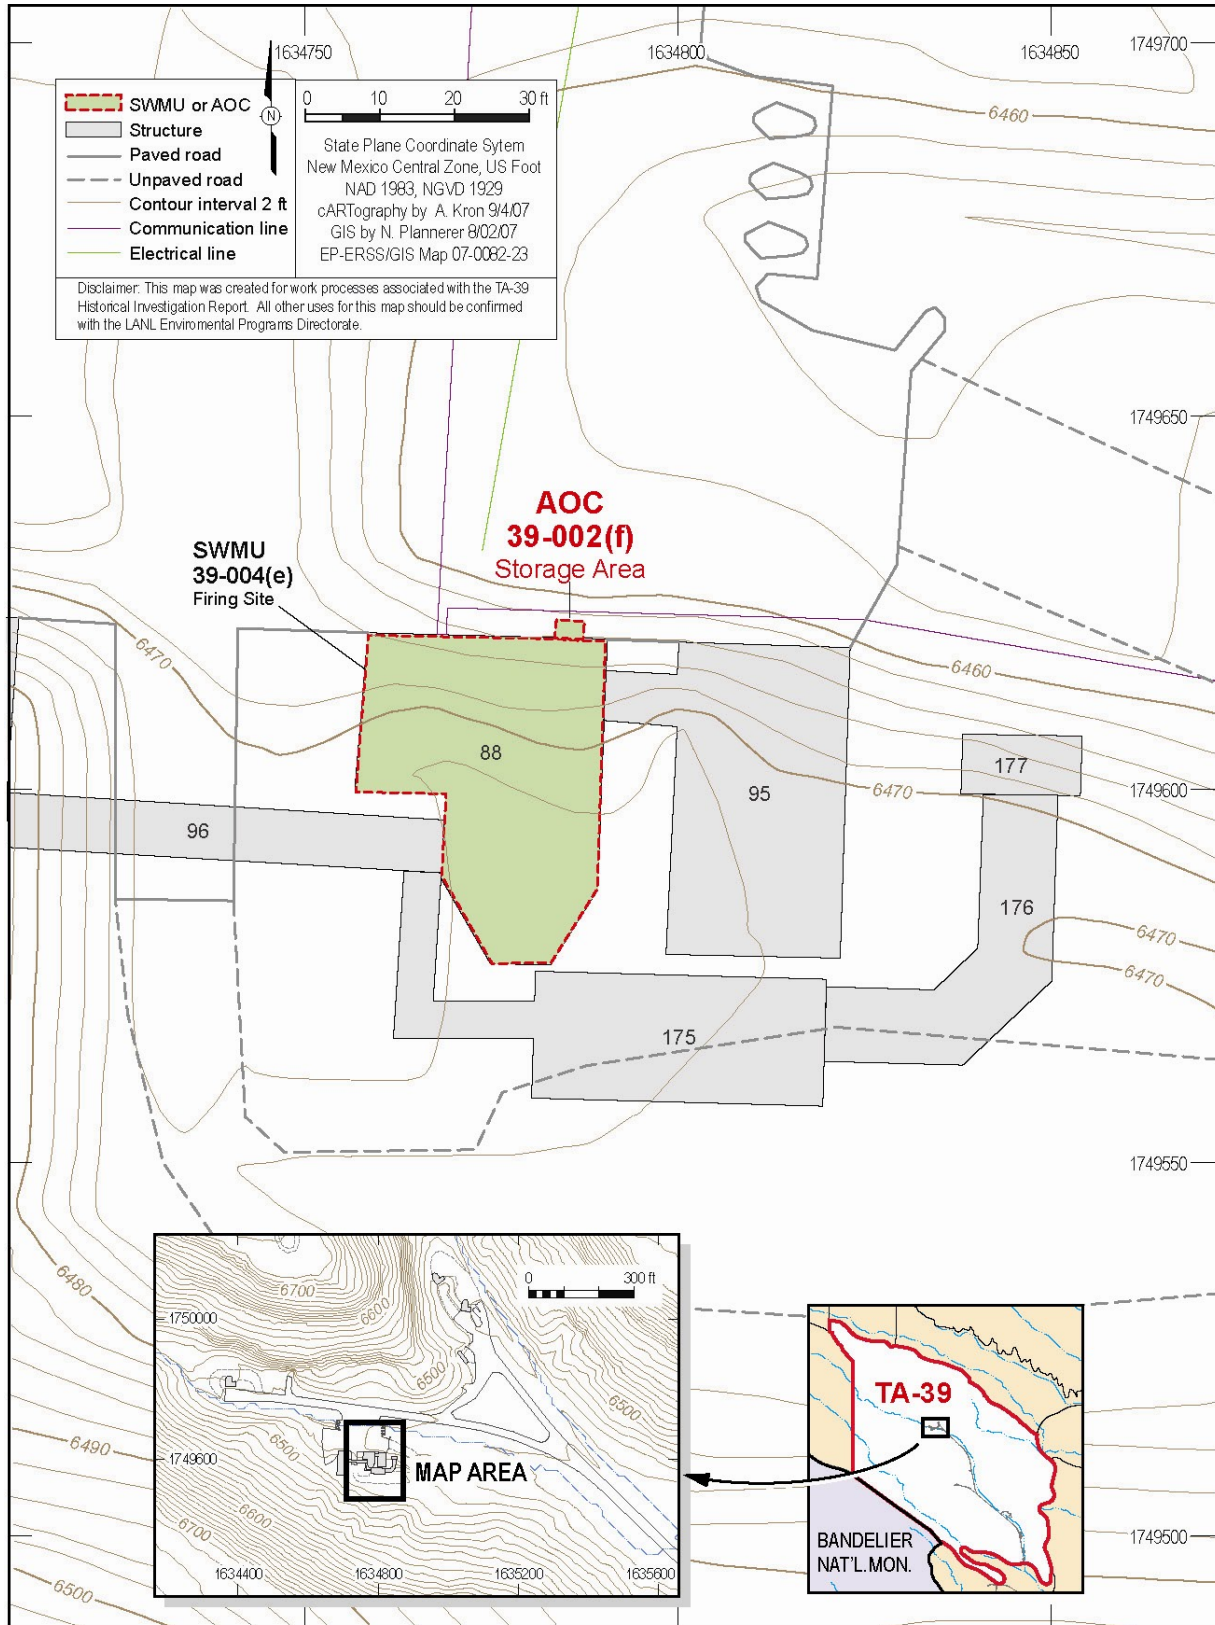 1634750
1634800
1634850
1749700
SWMU or AOC
Structure
Paved road
Unpaved road
Contour interval 2 ft
Communication line
Electrical line
N
0 10 20 30 ft
State Plane Coordinate Sytem
New Mexico Central Zone, US Foot
NAD 1983, NGVD 1929
cARTography by A. Kron 9/4/07
GIS by N. Plannerer 8/02/07
EP-ERSS/GIS Map 07-0082-23
Disclaimer: This map was created for work processes associated with the TA-39
Historical Investigation Report. All other uses for this map should be confirmed
with the LANL Enviromental Programs Directorate.
6460
1749650
AOC
39-002(f)
Storage Area
SWMU
39-004(e)
Firing Site
6470
6460
88
177
95
6470
1749600
96
176
6470
6470
175
1749550
6480
6490
6500
1749500
0 300 ft
6700
6600
1750000
6500
6500
6500
1749600
MAP AREA
6600
6700
1634400
1634800
1635200
1635600
TA-39
BANDELIER
NAT'L.MON.